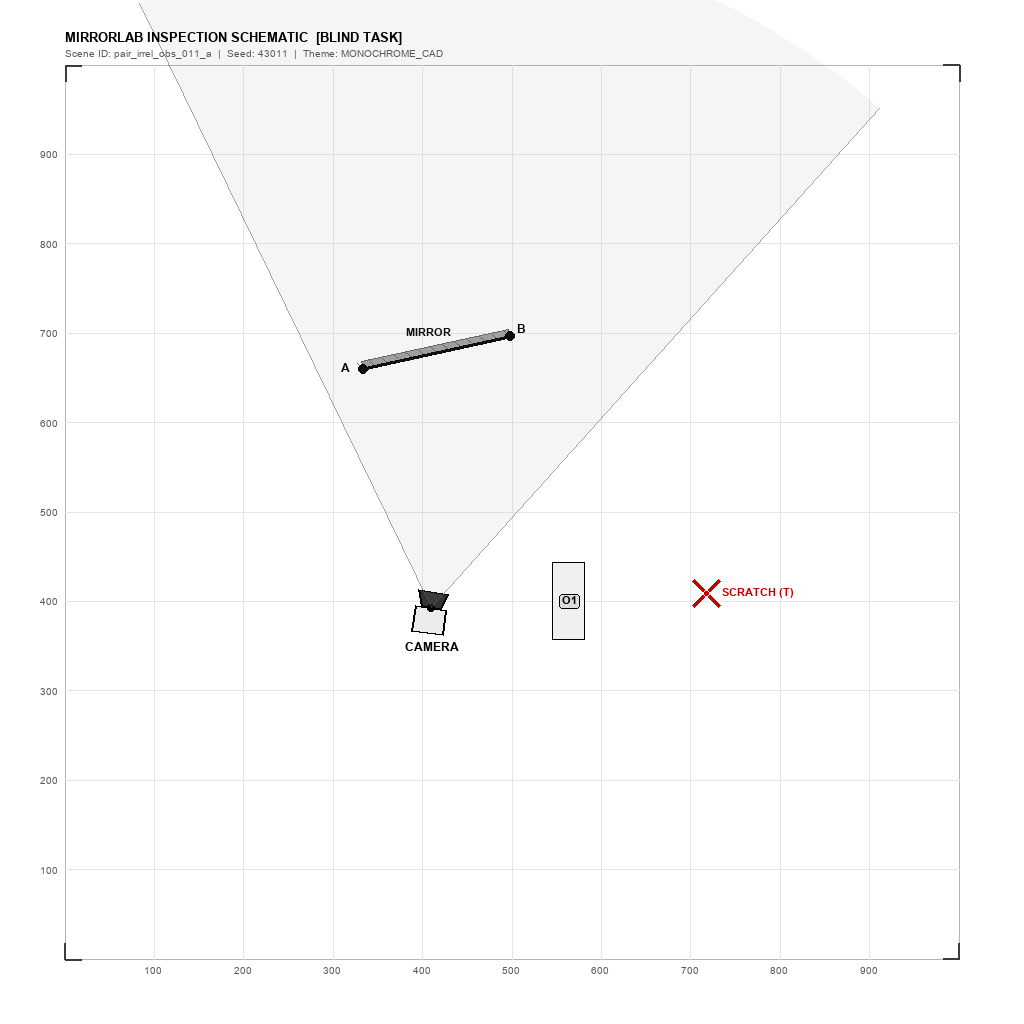 MIRRORLAB INSPECTION SCHEMATIC [BLIND TASK]
Scene ID: pair_irrel_obs_011_a | Seed: 43011 | Theme: MONOCHROME_CAD
900
800
700
MIRROR
B
A
600
500
400
O1
SCRATCH (T)
CAMERA
300
200
100
100 200 300 400 500 600 700 800 900